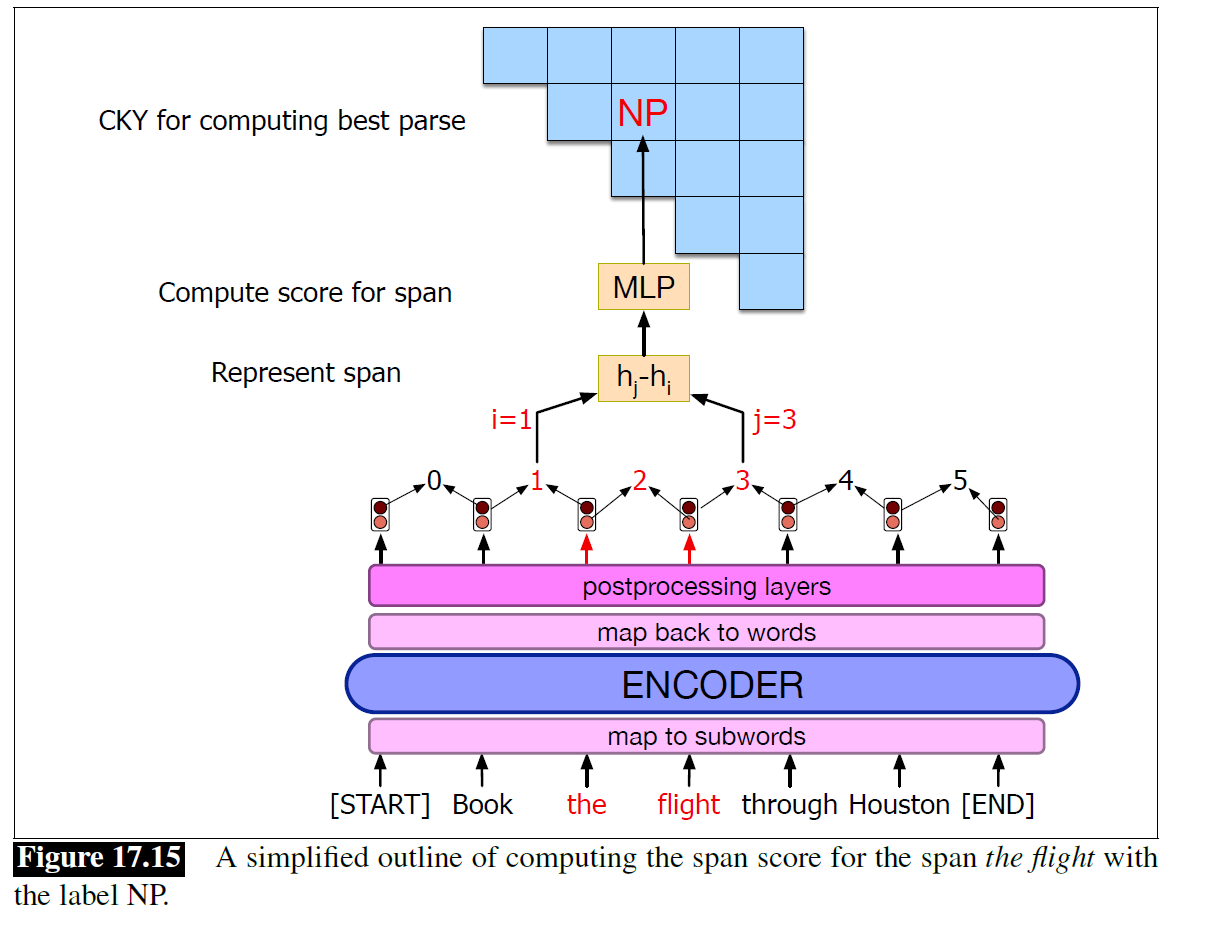 CKY for computing best parse
NP
Compute score for span
MLP
Represent span
hj-hi
i=1
j=3
0 1 2 3 4 5
postprocessing layers
map back to words
ENCODER
map to subwords
[START] Book the flight through Houston [END]
Figure 17.15 A simplified outline of computing the span score for the span the flight with
the label NP.